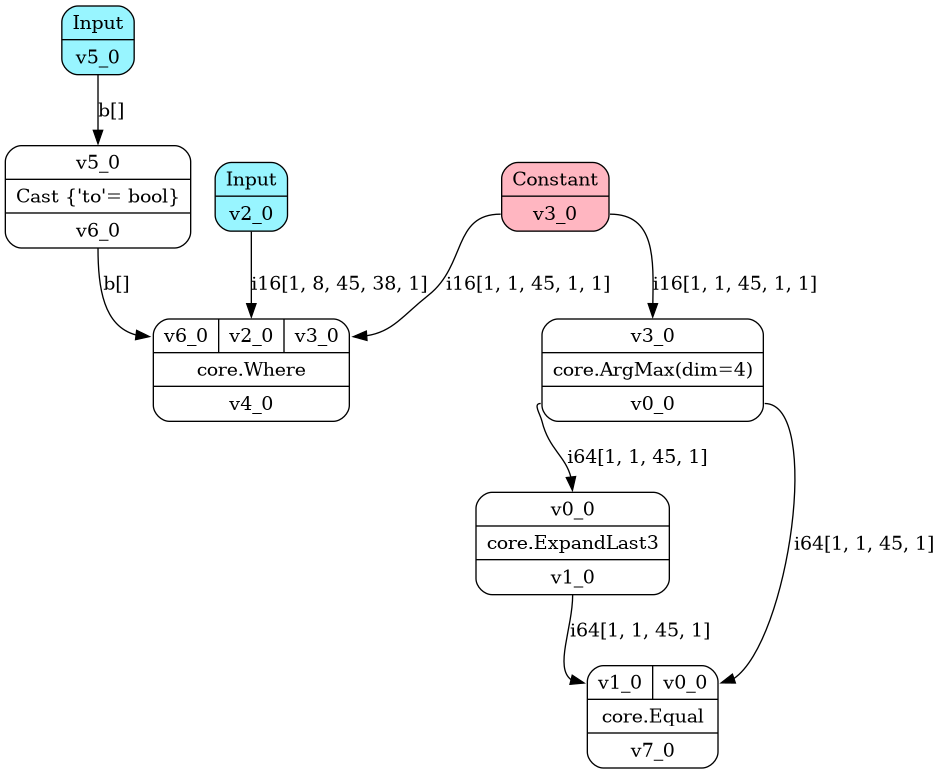 Input
v5_0
b[]
v5_0
Cast {'to'= bool}
v6_0
Input
v2_0
Constant
v3_0
b[]
i16[1, 8, 45, 38, 1]
i16[1, 1, 45, 1, 1]
i16[1, 1, 45, 1, 1]
v6_0 v2_0 v3_0
core.Where
v4_0
v3_0
core.ArgMax(dim=4)
v0_0
i64[1, 1, 45, 1]
v0_0
core.ExpandLast3
v1_0
i64[1, 1, 45, 1]
i64[1, 1, 45, 1]
v1_0 v0_0
core.Equal
v7_0